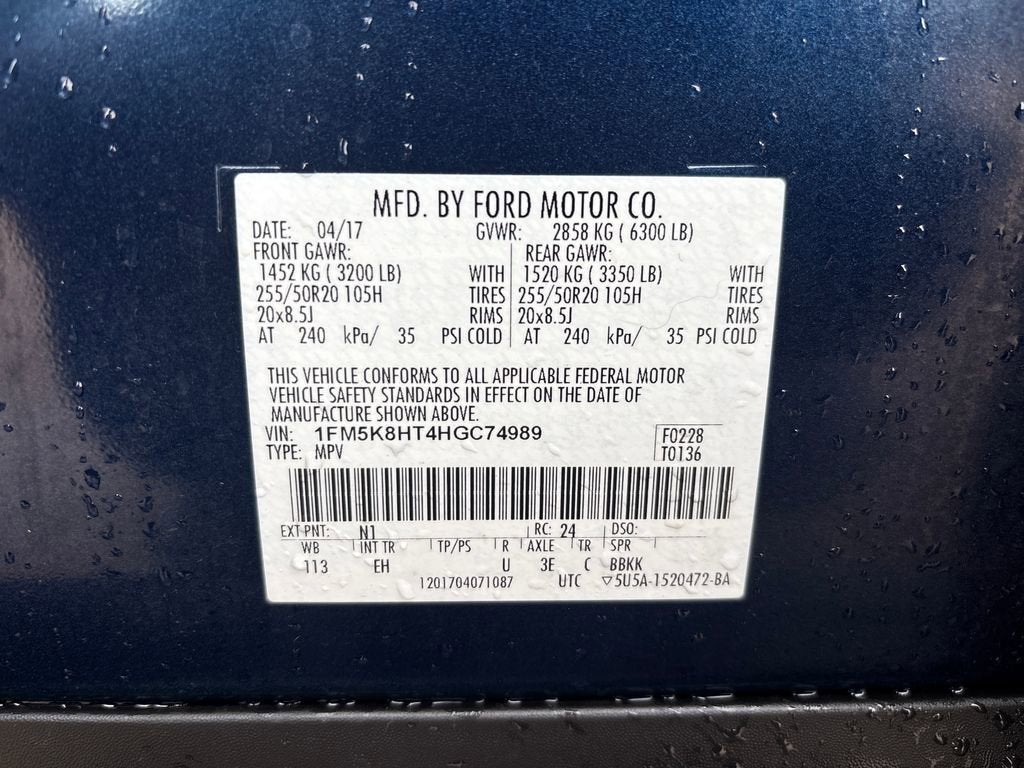 MFD. BY FORD MOTOR CO.
DATE: 04/17 GVWR: 2858 KG ( 6300 LB)
FRONT GAWR: REAR GAWR:
1452 KG ( 3200 LB) WITH 1520 KG ( 3350 LB) WITH
255/50R20 105H TIRES 255/50R20 105H TIRES
20x8.5J RIMS 20x8.5J RIMS
AT 240 kPa/ 35 PSI COLD AT 240 kPa/ 35 PSI COLD
THIS VEHICLE CONFORMS TO ALL APPLICABLE FEDERAL MOTOR
VEHICLE SAFETY STANDARDS IN EFFECT ON THE DATE OF
MANUFACTURE SHOWN ABOVE.
VIN: 1FM5K8HT4HGC74989 F0228
TYPE: MPV T0136
EXT PNT: N1 RC: 24 DSO:
WB INT TR TP/PS R AXLE TR SPR
113 EH U 3E C BBKK
1201704071087 UTC ▽5U5A-1520472-BA